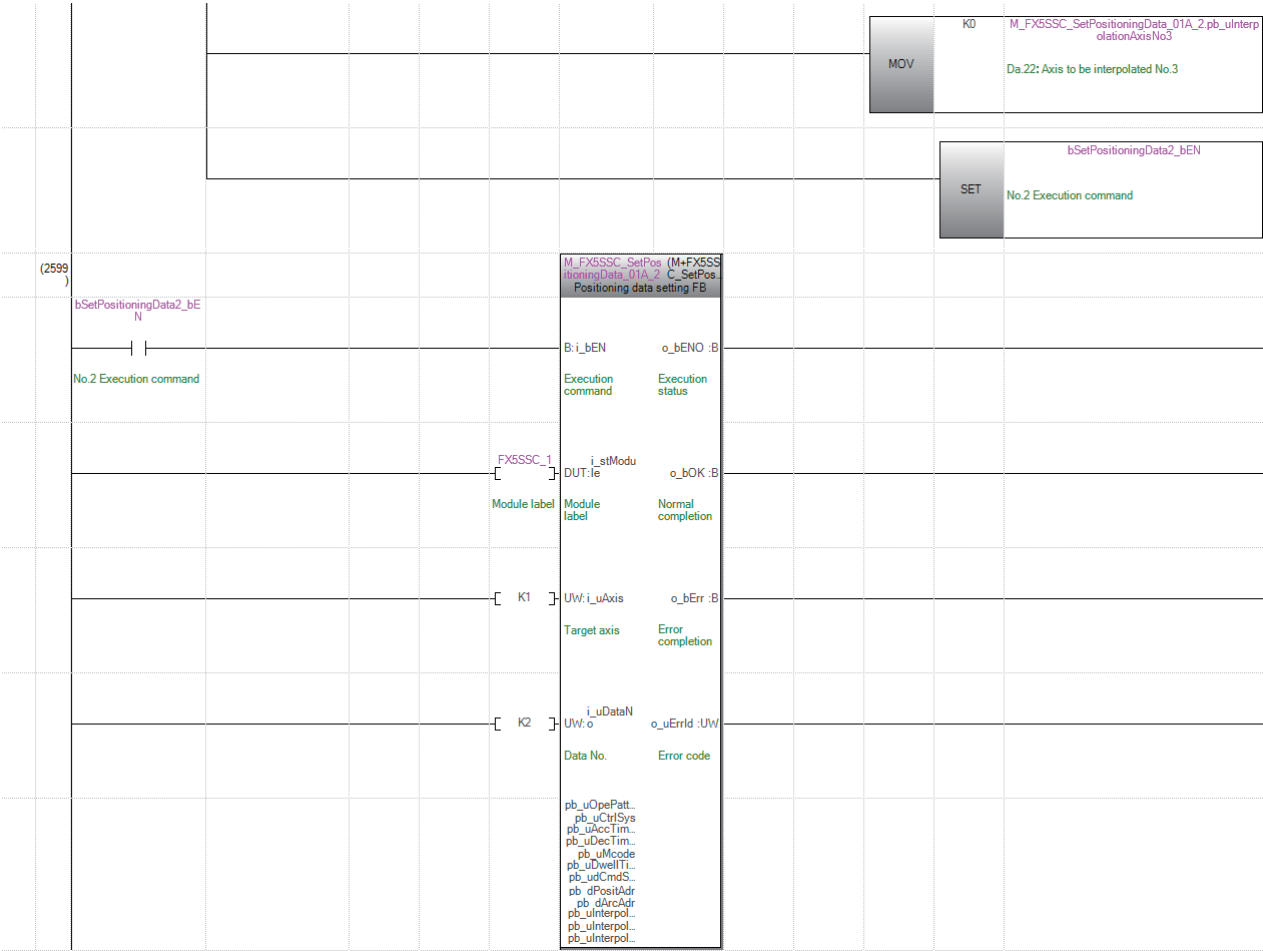 K0
M_FX5SSC_SetPositioningData_01A_2.pb_uInterp
olationAxisNo3
MOV
Da.22: Axis to be interpolated No.3
bSetPositioningData2_bEN
SET
No.2 Execution command
(2599
)
M_FX5SSC_SetPos (M+FX5SS
itioningData_01A_2 C_SetPos...
Positioning data setting FB
bSetPositioningData2_bE
N
B: i_bEN
o_bENO :B
No.2 Execution command
Execution
command
Execution
status
FX5SSC_1
i_stModu
DUT:le
o_bOK :B
Module label
Module
label
Normal
completion
K1
UW: i_uAxis
o_bErr :B
Target axis
Error
completion
i_uDataN
K2
UW: o
o_uErrId :UW
Data No.
Error code
pb_uOpePatt...
pb_uCtrlSys
pb_uAccTim...
pb_uDecTim...
pb_uMcode
pb_uDwellTi...
pb_udCmdS...
pb_dPositAdr
pb_dArcAdr
pb_uInterpol...
pb_uInterpol...
pb_uInterpol...